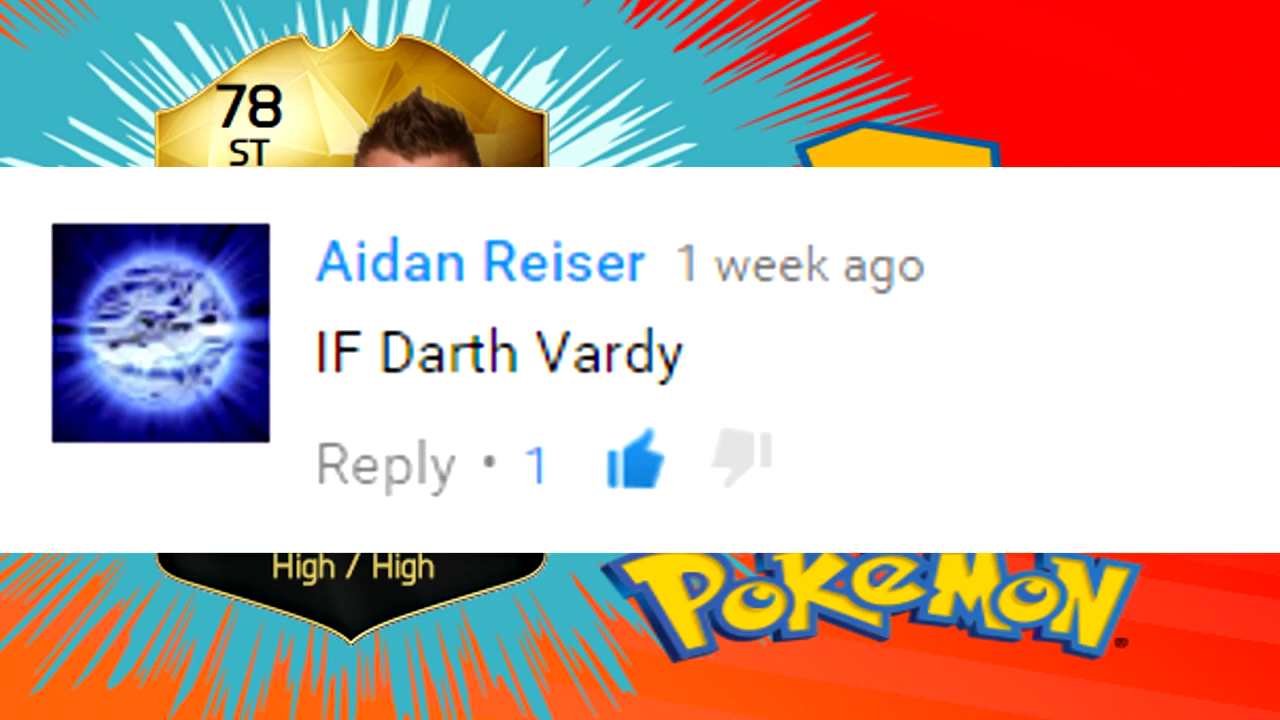 78
ST
Aidan Reiser 1 week ago
IF Darth Vardy
Reply • 1
High / High
POKéMON